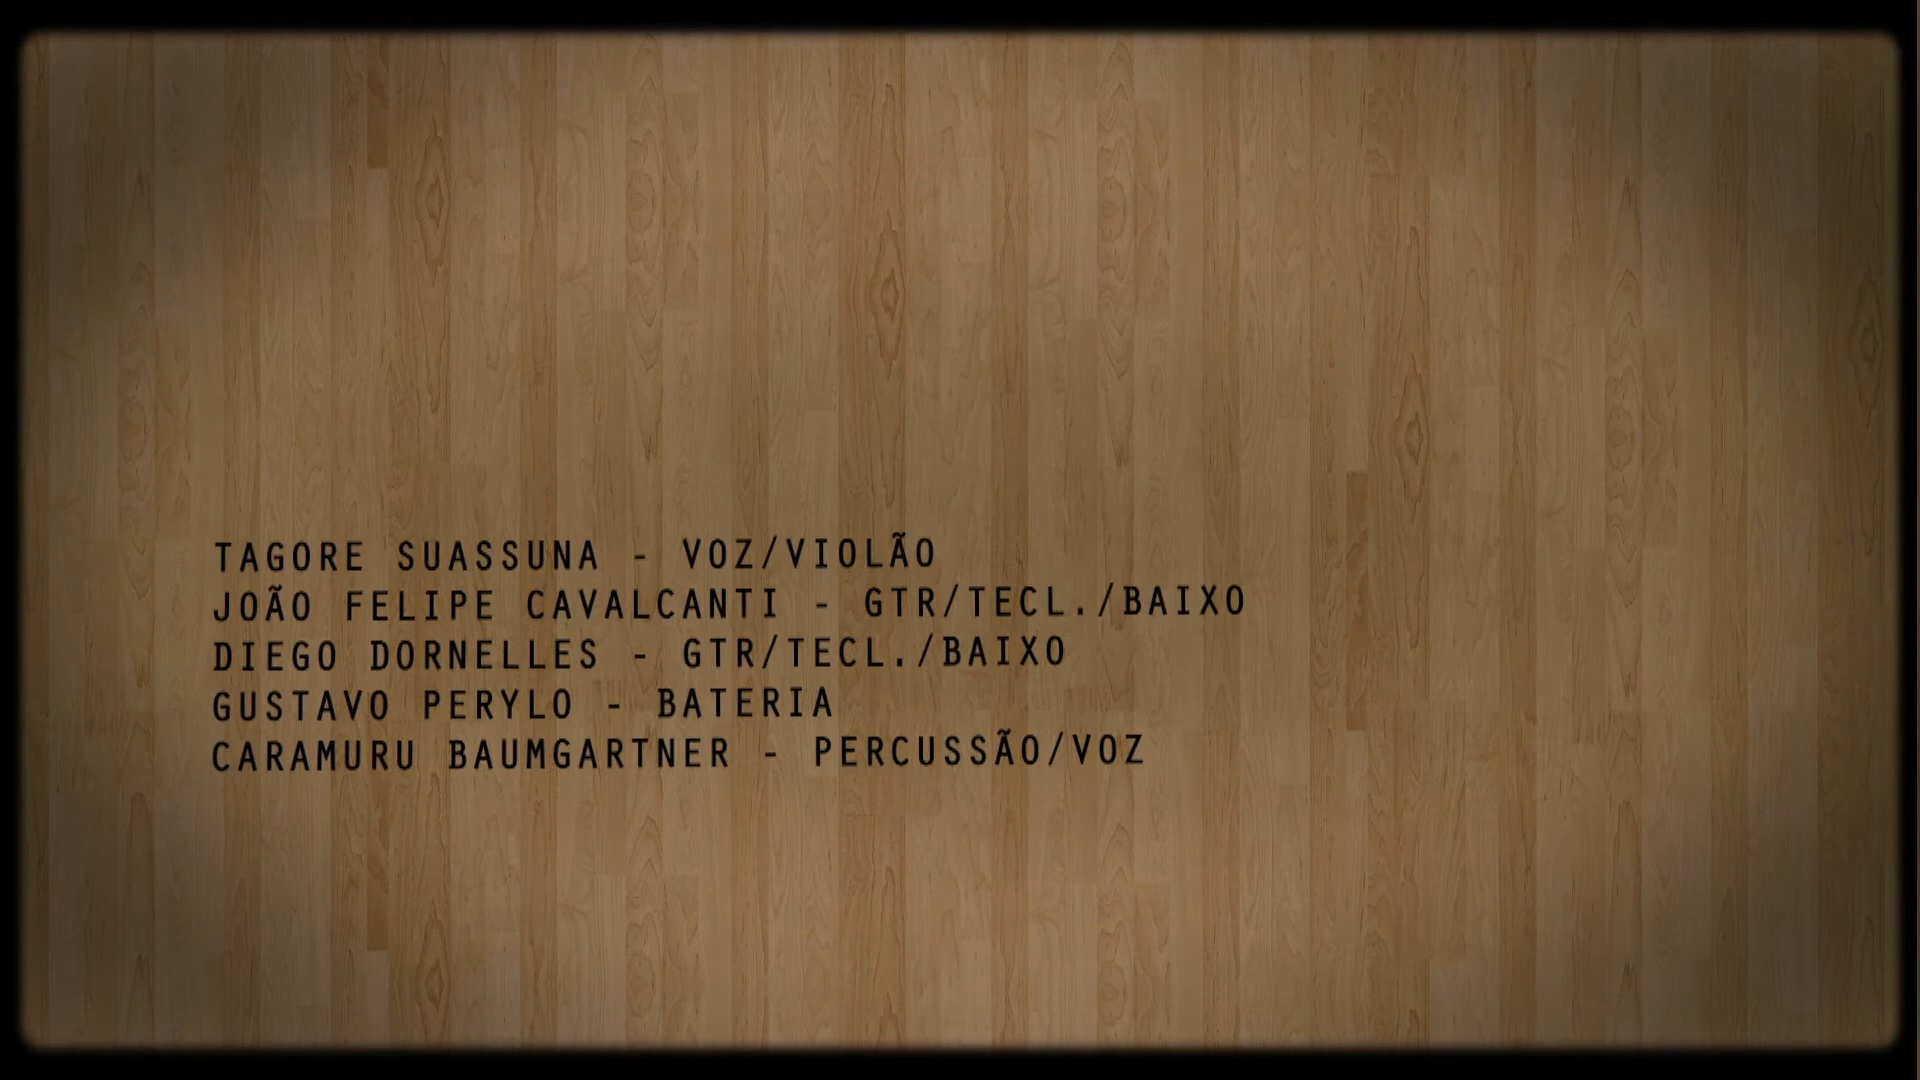 TAGORE SUASSUNA - VOZ/VIOLÃO
JOÃO FELIPE CAVALCANTI - GTR/TECL./BAIXO
DIEGO DORNELLES - GTR/TECL./BAIXO
GUSTAVO PERYLO - BATERIA
CARAMURU BAUMGARTNER - PERCUSSÃO/VOZ